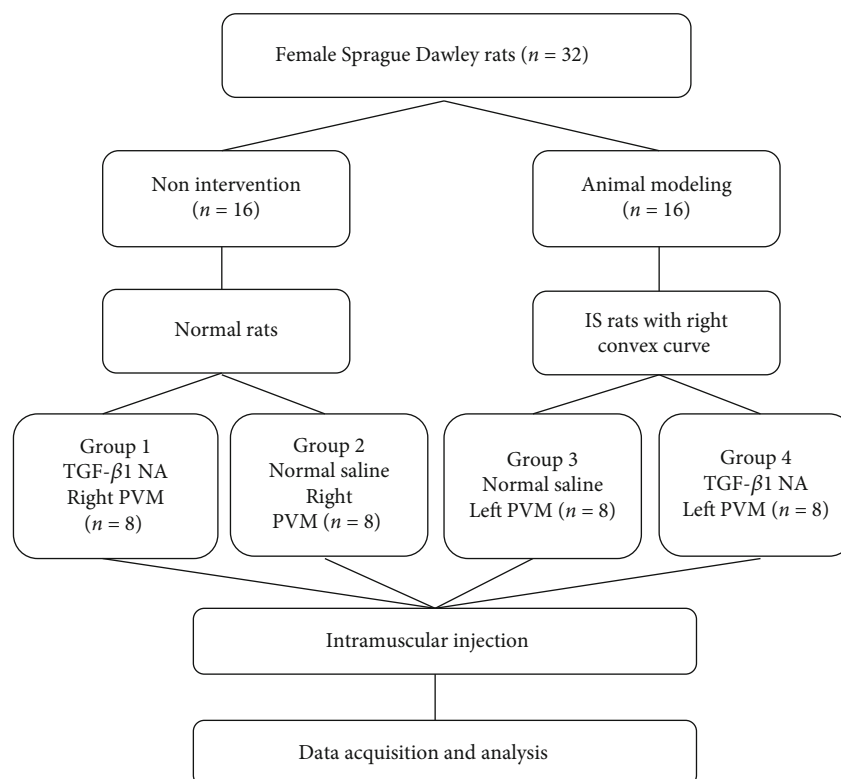 Female Sprague Dawley rats (n = 32)
Non intervention
(n = 16)
Animal modeling
(n = 16)
Normal rats
IS rats with right
convex curve
Group 1
TGF-β1 NA
Right PVM
(n = 8)
Group 2
Normal saline
Right
PVM (n = 8)
Group 3
Normal saline
Left PVM (n = 8)
Group 4
TGF-β1 NA
Left PVM (n = 8)
Intramuscular injection
Data acquisition and analysis